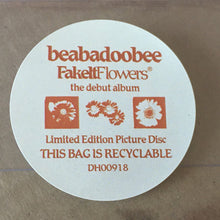 beabadoobee
FakeItFlowers®
the debut album
Limited Edition Picture Disc
THIS BAG IS RECYCLABLE
DH00918